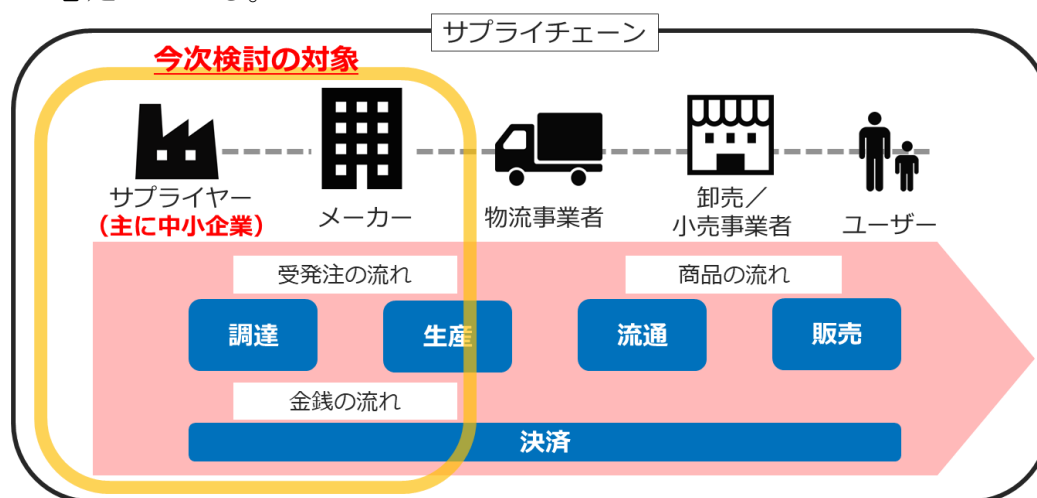 サプライチェーン
今次検討の対象
サプライヤー
(主に中小企業)
メーカー
物流事業者
卸売/
小売事業者
ユーザー
受発注の流れ
商品の流れ
調達
生産
流通
販売
金銭の流れ
決済